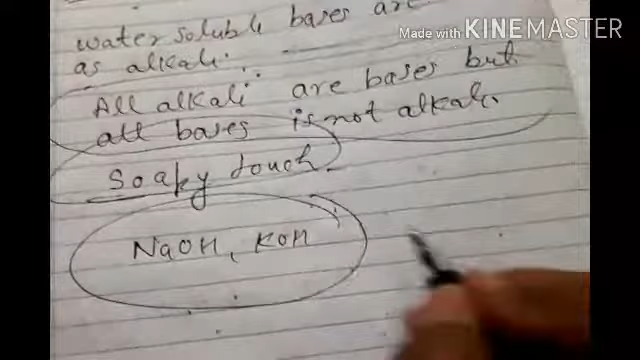 Made with KINEMASTER
water soluble bases are
as alkali.
All alkali are bases but
all bases is not alkali.
Soapy touch.
NaOH, KOH